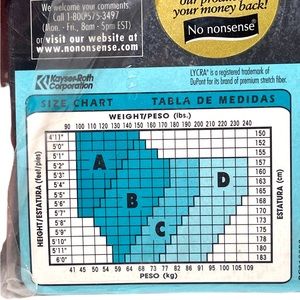 We welcome your comments.
Call 1-800-575-3497
(Mon. - Fri., 8am - 5pm EST)
or visit our website at
www.nononsense.com
your money back!
No nonsense
Kayser-Roth
Corporation
LYCRA® is a registered trademark of
DuPont for its brand of premium stretch fiber.
SIZE CHART TABLA DE MEDIDAS
WEIGHT/PESO (lbs.)
90 100 110 120 130 140 150 160 170 180 190 200 210 220 230 240
HEIGHT/ESTATURA (feet/pies)
4'11" 150
5'0" 152
5'1" 155
5'2" 157
5'3" 160
5'4" 163
5'5" 165
5'6" 168
5'7" 170
5'8" 173
5'9" 175
5'10" 178
5'11" 180
6'0" 183
A
B
C
D
ESTATURA (cm)
41 45 50 54 59 64 68 73 77 82 86 91 95 100 104 109
PESO (kg)